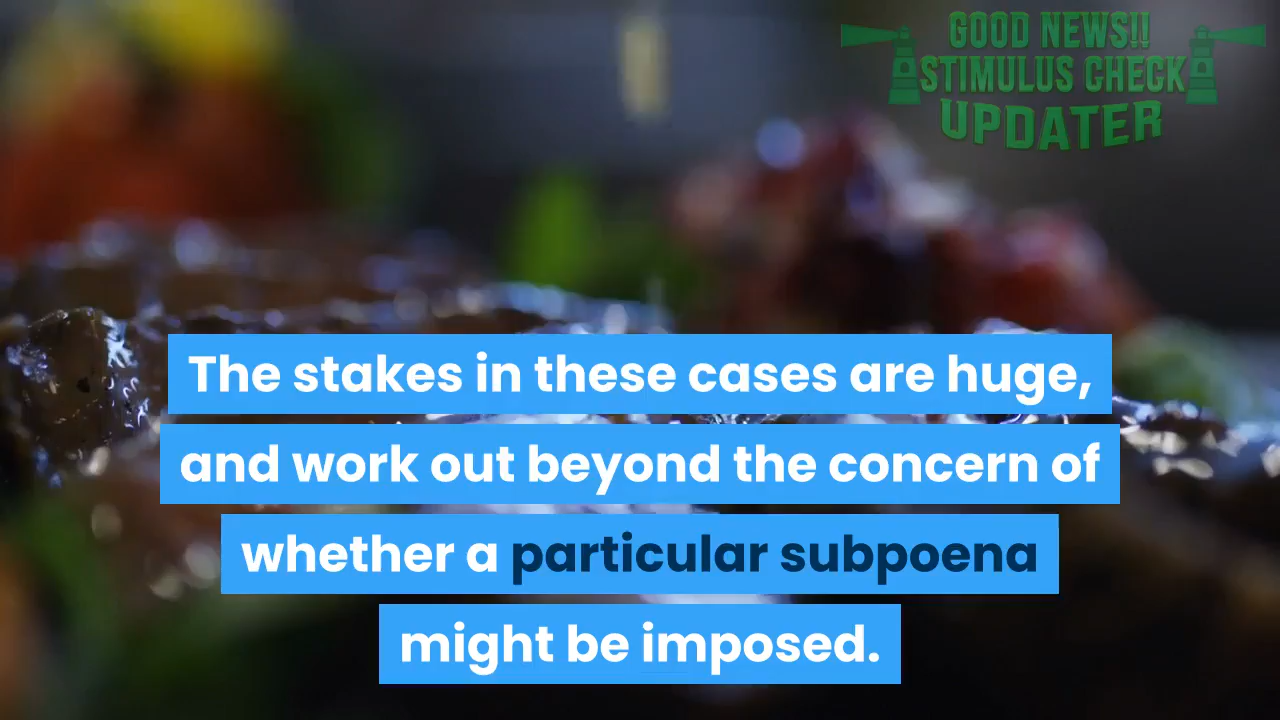 GOOD NEWS!!
STIMULUS CHECK
UPDATER
The stakes in these cases are huge,
and work out beyond the concern of
whether a particular subpoena
might be imposed.